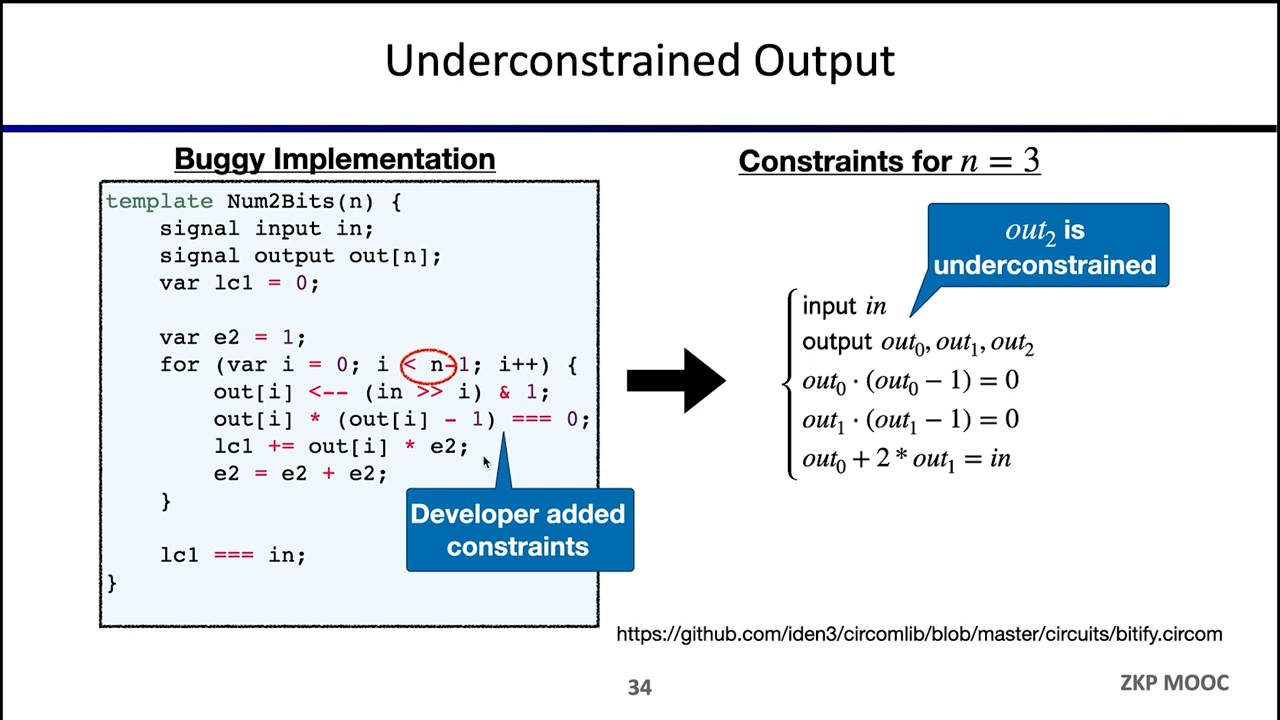 Underconstrained Output
Buggy Implementation
template Num2Bits(n) {
signal input in;
signal output out[n];
var lc1 = 0;
var e2 = 1;
for (var i = 0; i < n-1; i++) {
out[i] <-- (in >> i) & 1;
out[i] * (out[i] - 1) === 0;
lc1 += out[i] * e2;
e2 = e2 + e2;
}
lc1 === in;
}
Developer added
constraints
Constraints for n = 3
out₂ is
underconstrained
input in
output out₀, out₁, out₂
out₀ · (out₀ − 1) = 0
out₁ · (out₁ − 1) = 0
out₀ + 2 * out₁ = in
https://github.com/iden3/circomlib/blob/master/circuits/bitify.circom
34
ZKP MOOC